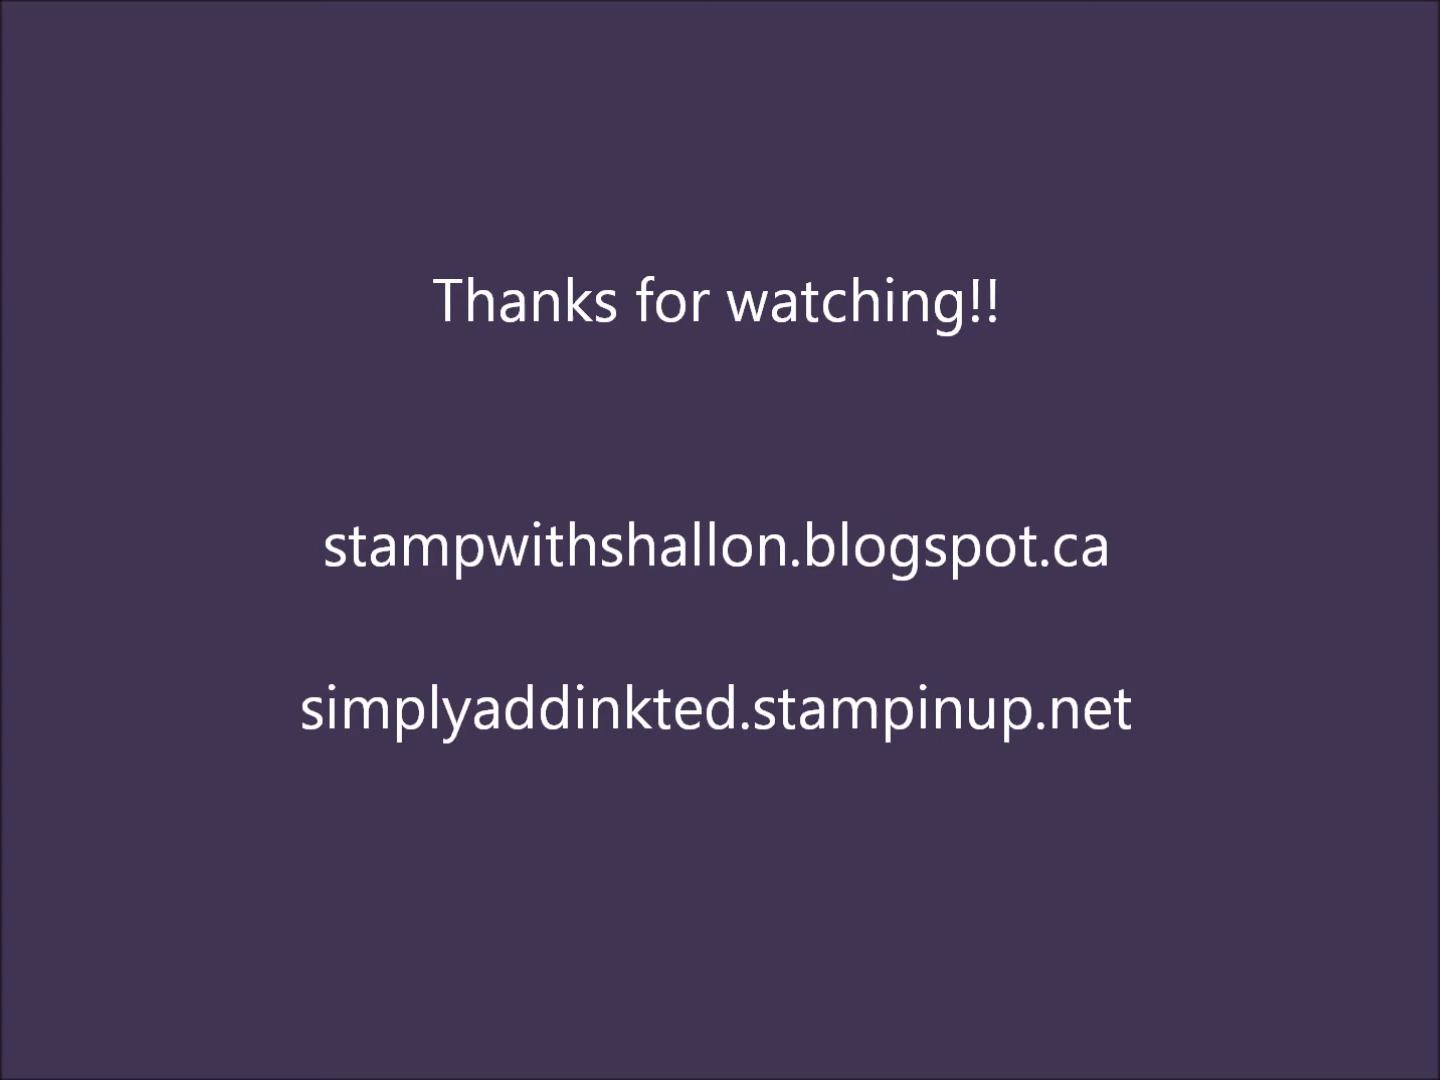 Thanks for watching!!
stampwithshallon.blogspot.ca
simplyaddinkted.stampinup.net